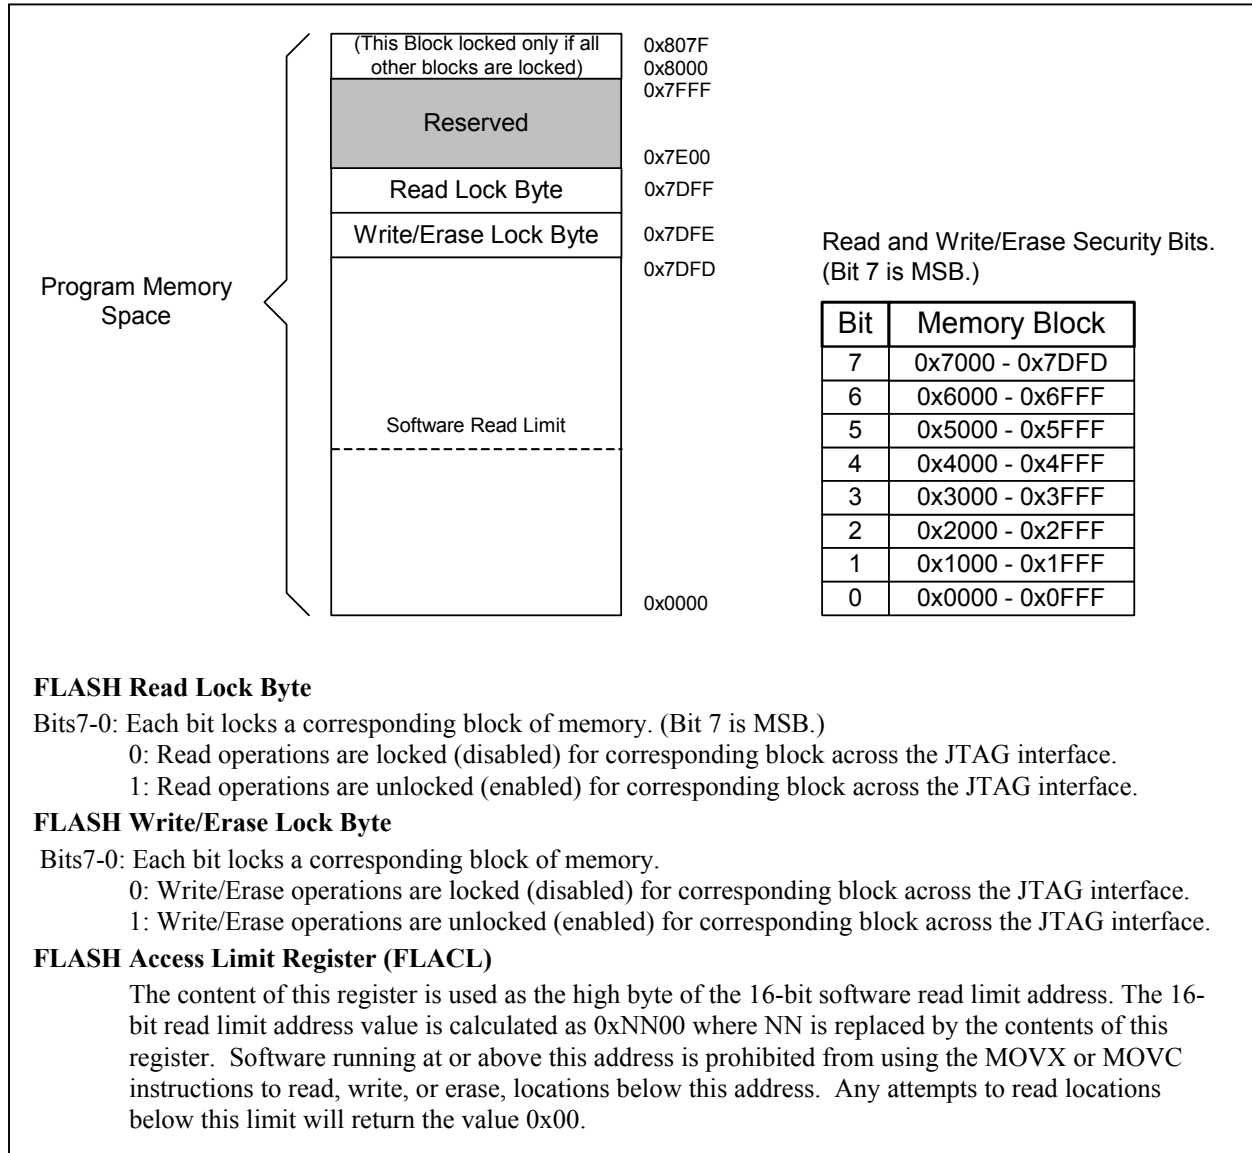 (This Block locked only if all
other blocks are locked)
0x807F
0x8000
0x7FFF
Reserved
0x7E00
Read Lock Byte
0x7DFF
Write/Erase Lock Byte
0x7DFE
0x7DFD
Program Memory
Space
Software Read Limit
0x0000
Read and Write/Erase Security Bits.
(Bit 7 is MSB.)
Bit Memory Block
7 0x7000 - 0x7DFD
6 0x6000 - 0x6FFF
5 0x5000 - 0x5FFF
4 0x4000 - 0x4FFF
3 0x3000 - 0x3FFF
2 0x2000 - 0x2FFF
1 0x1000 - 0x1FFF
0 0x0000 - 0x0FFF
FLASH Read Lock Byte
Bits7-0: Each bit locks a corresponding block of memory. (Bit 7 is MSB.)
0: Read operations are locked (disabled) for corresponding block across the JTAG interface.
1: Read operations are unlocked (enabled) for corresponding block across the JTAG interface.
FLASH Write/Erase Lock Byte
Bits7-0: Each bit locks a corresponding block of memory.
0: Write/Erase operations are locked (disabled) for corresponding block across the JTAG interface.
1: Write/Erase operations are unlocked (enabled) for corresponding block across the JTAG interface.
FLASH Access Limit Register (FLACL)
The content of this register is used as the high byte of the 16-bit software read limit address. The 16-
bit read limit address value is calculated as 0xNN00 where NN is replaced by the contents of this
register. Software running at or above this address is prohibited from using the MOVX or MOVC
instructions to read, write, or erase, locations below this address. Any attempts to read locations
below this limit will return the value 0x00.